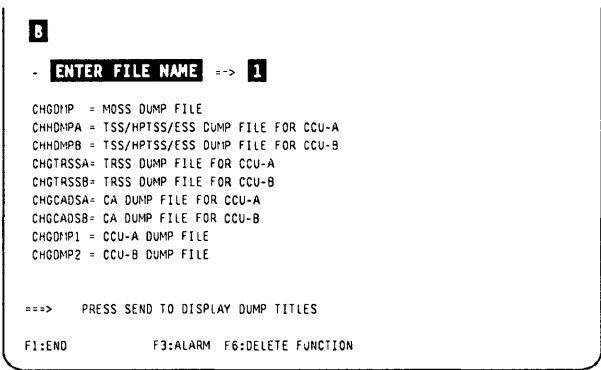 B
- ENTER FILE NAME ==> 1
CHGDMP = MOSS DUMP FILE
CHHDMPA = TSS/HPTSS/ESS DUMP FILE FOR CCU-A
CHHDMPB = TSS/HPTSS/ESS DUMP FILE FOR CCU-B
CHGTRSSA= TRSS DUMP FILE FOR CCU-A
CHGTRSSB= TRSS DUMP FILE FOR CCU-B
CHGCADSA= CA DUMP FILE FOR CCU-A
CHGCADSB= CA DUMP FILE FOR CCU-B
CHGDMP1 = CCU-A DUMP FILE
CHGDMP2 = CCU-B DUMP FILE
===> PRESS SEND TO DISPLAY DUMP TITLES
F1:END F3:ALARM F6:DELETE FUNCTION